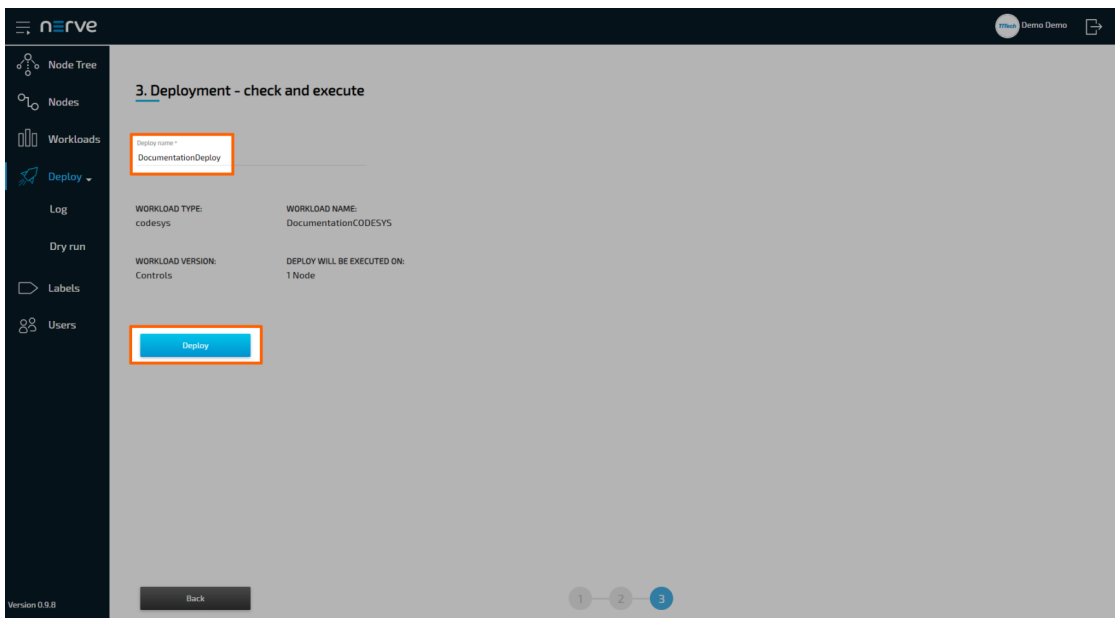 nerve
TTTech Demo Demo
Node Tree
Nodes
Workloads
Deploy
Log
Dry run
Labels
Users
Version 0.9.8
3. Deployment - check and execute
Deploy name *
DocumentationDeploy
WORKLOAD TYPE: WORKLOAD NAME:
codesys DocumentationCODESYS
WORKLOAD VERSION: DEPLOY WILL BE EXECUTED ON:
Controls 1 Node
Deploy
Back
1 2 3